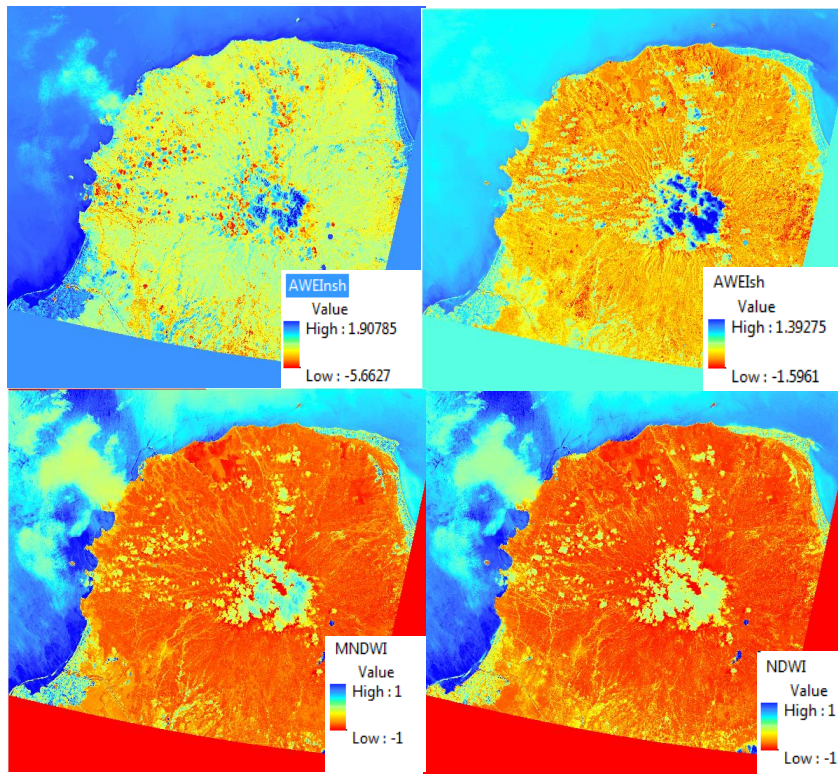 AWEInsh
Value
High : 1.90785
Low : -5.6627
AWEIsh
Value
High : 1.39275
Low : -1.5961
MNDWI
Value
High : 1
Low : -1
NDWI
Value
High : 1
Low : -1